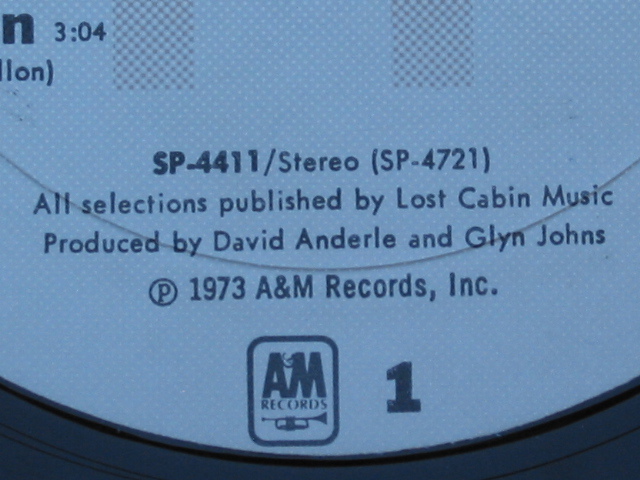 n 3:04
llon)
SP-4411/Stereo (SP-4721)
All selections published by Lost Cabin Music
Produced by David Anderle and Glyn Johns
℗ 1973 A&M Records, Inc.
A&M
RECORDS
1